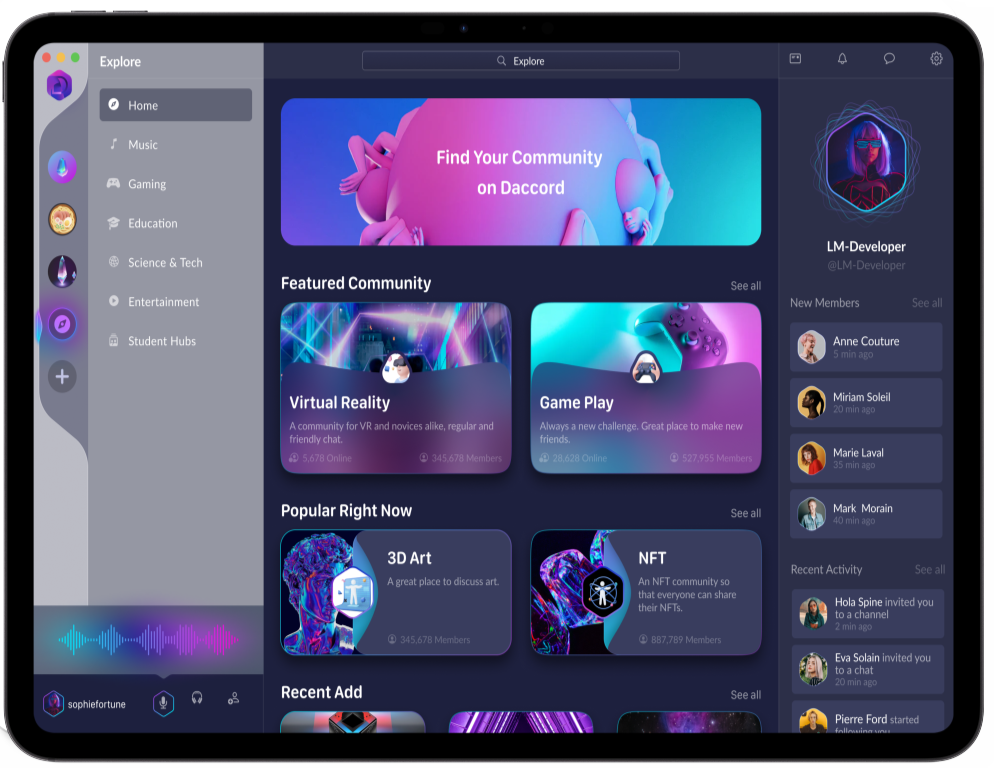 Explore
Home
Music
Gaming
Education
Science & Tech
Entertainment
Student Hubs
sophiefortune
Explore
Find Your Community
on Daccord
Featured Community
See all
Virtual Reality
A community for VR and novices alike, regular and
friendly chat.
5,678 Online
345,678 Members
Game Play
Always a new challenge. Great place to make new
friends.
28,628 Online
527,955 Members
Popular Right Now
See all
3D Art
A great place to discuss art.
345,678 Members
NFT
An NFT community so
that everyone can share
their NFTs.
887,789 Members
Recent Add
See all
LM-Developer
@LM-Developer
New Members
See all
Anne Couture
5 min ago
Miriam Soleil
20 min ago
Marie Laval
35 min ago
Mark Morain
40 min ago
Recent Activity
See all
Hola Spine invited you
to a channel
2 min ago
Eva Solain invited you
to a chat
20 min ago
Pierre Ford started
following you